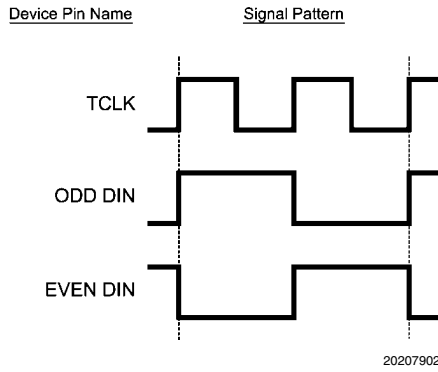 Device Pin Name Signal Pattern
TCLK
ODD DIN
EVEN DIN
20207902